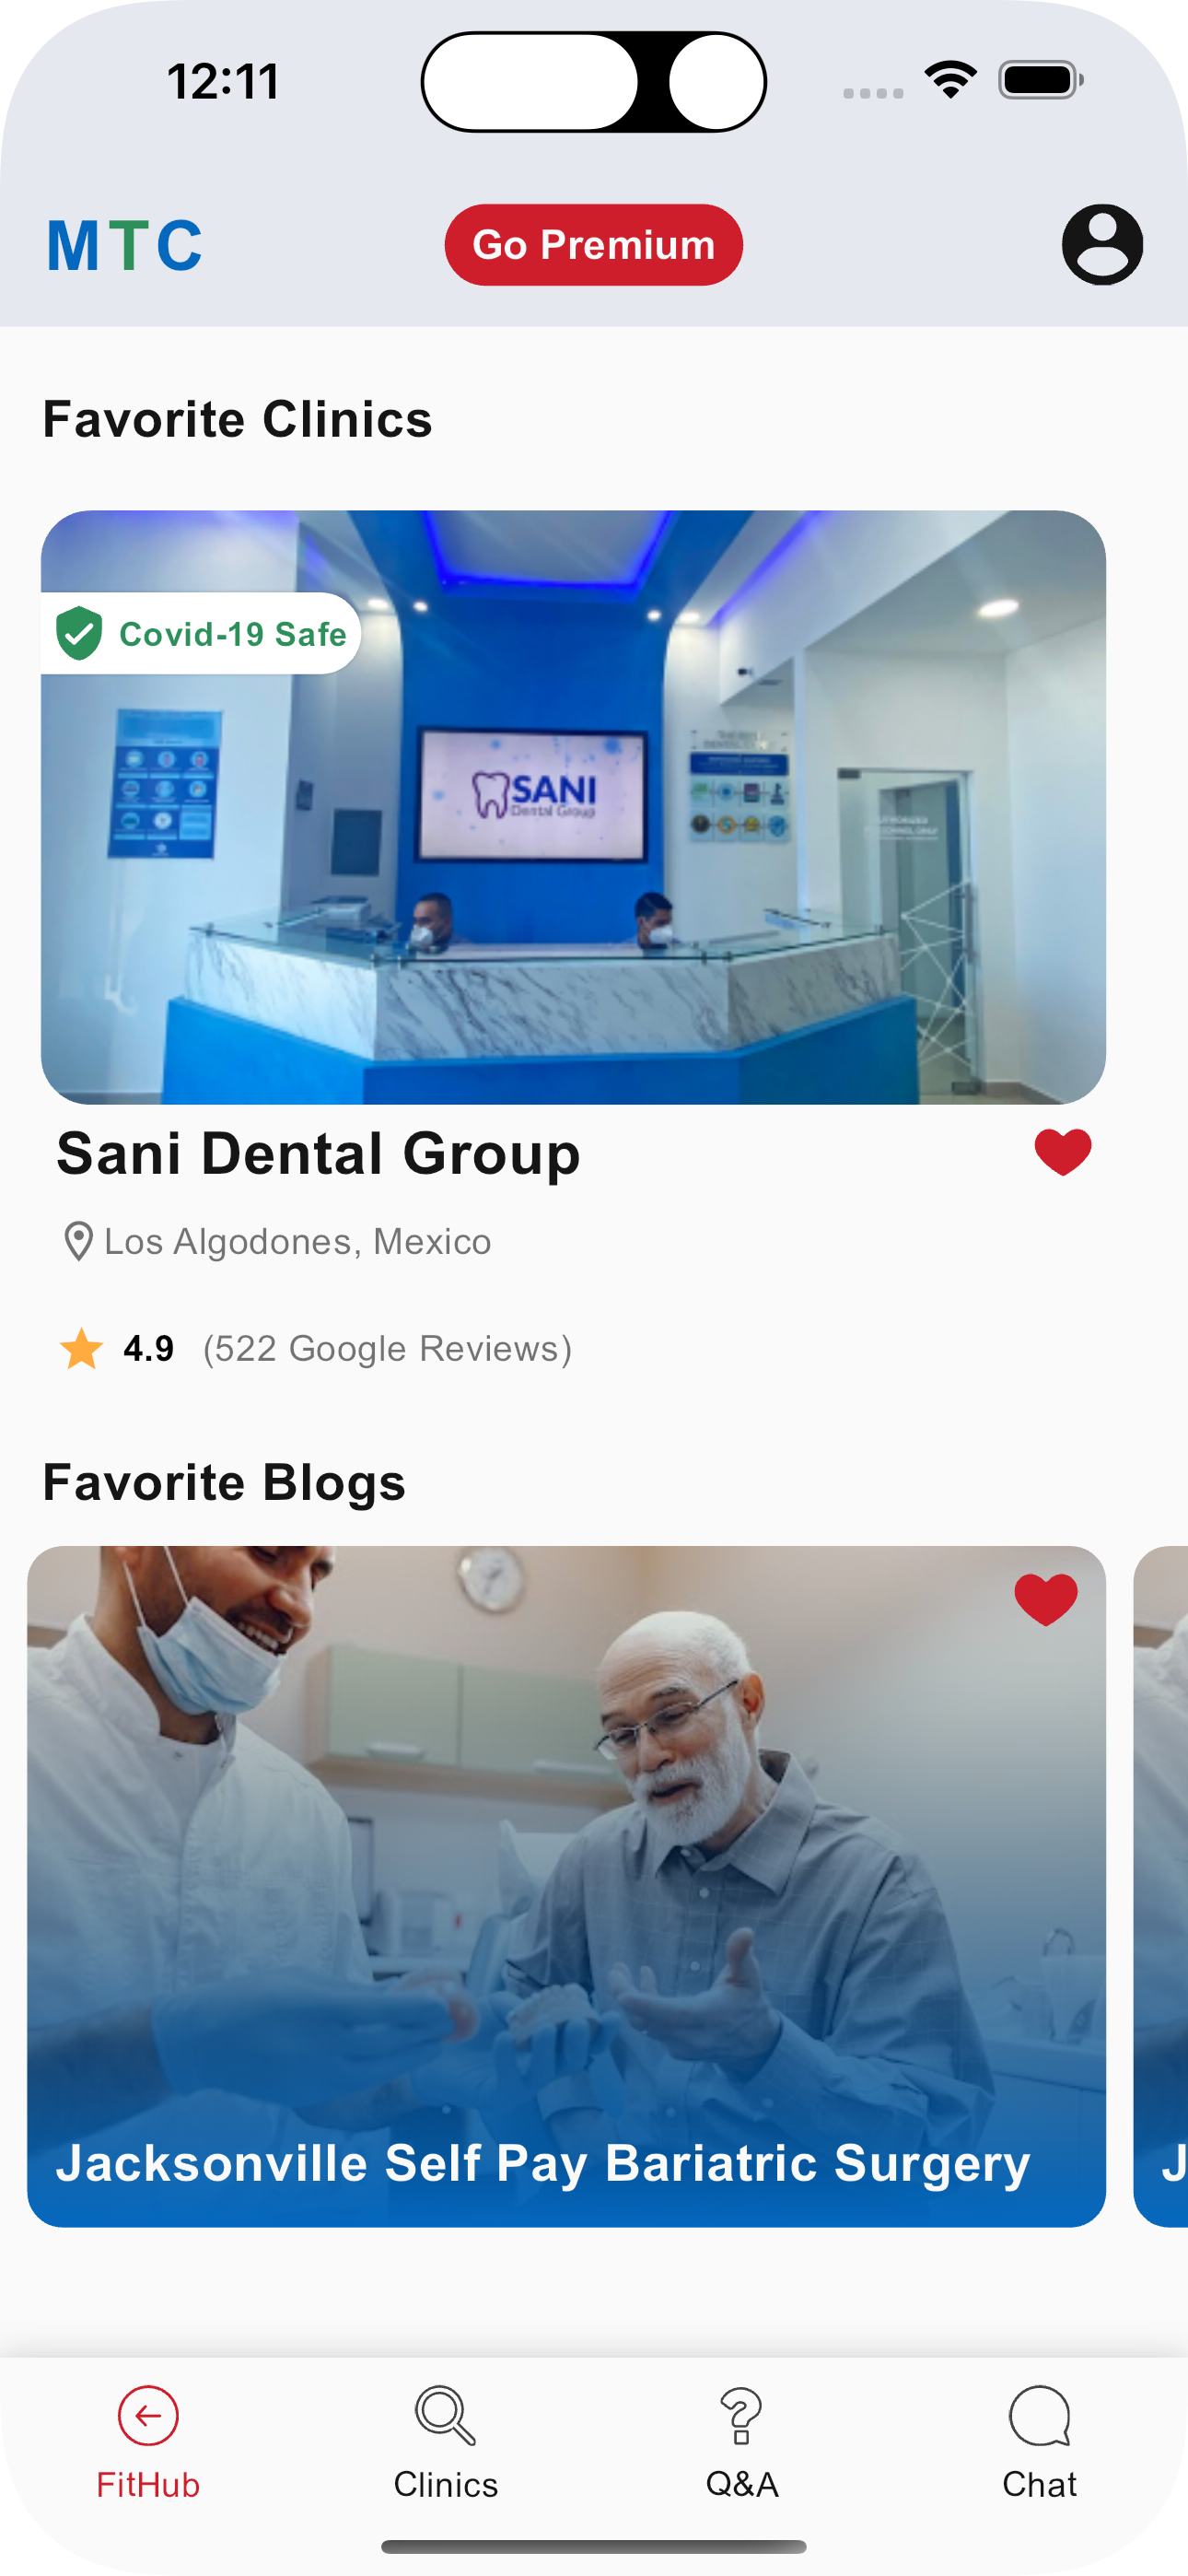 12:11
MTC
Go Premium
Favorite Clinics
Covid-19 Safe
SANI
Dental Group
Sani Dental Group
Los Algodones, Mexico
4.9 (522 Google Reviews)
Favorite Blogs
Jacksonville Self Pay Bariatric Surgery
J
FitHub
Clinics
Q&A
Chat